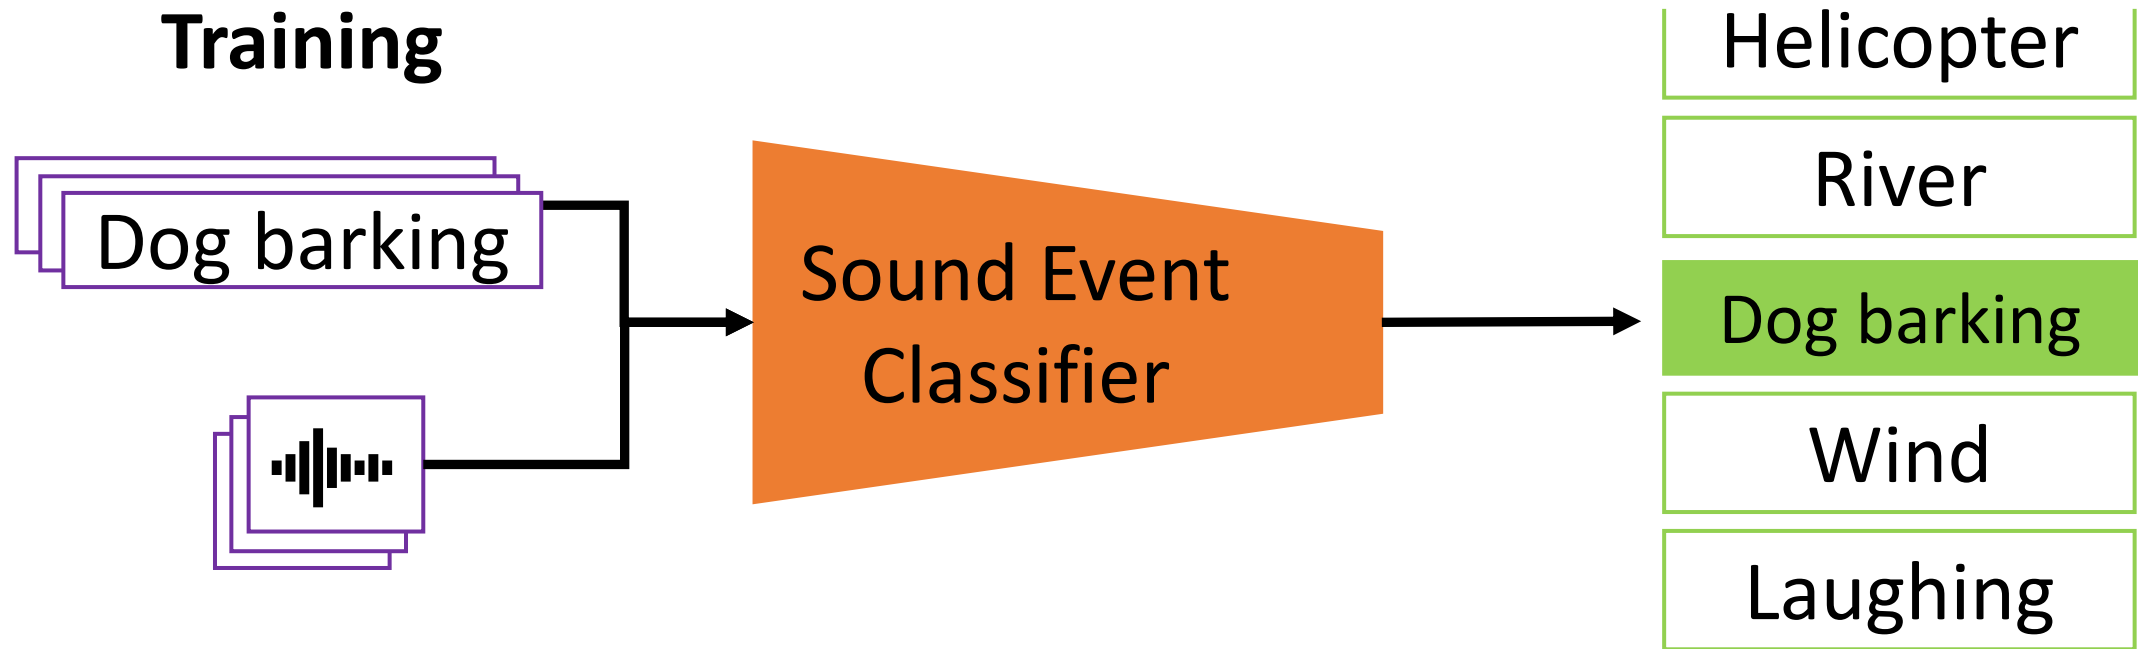 Training
Dog barking
Sound Event
Classifier
Helicopter
River
Dog barking
Wind
Laughing